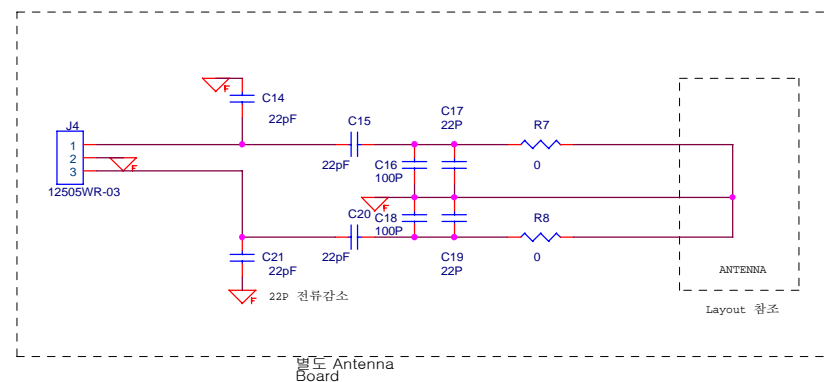 F
C14
22pF
J4
1
2
3
F
12505WR-03
C15
22pF
C17
22P
R7
0
C16
100P
F
C20
22pF
C18
100P
C19
22P
R8
0
C21
22pF
F
22P 전류감소
ANTENNA
Layout 참조
별도 Antenna
Board